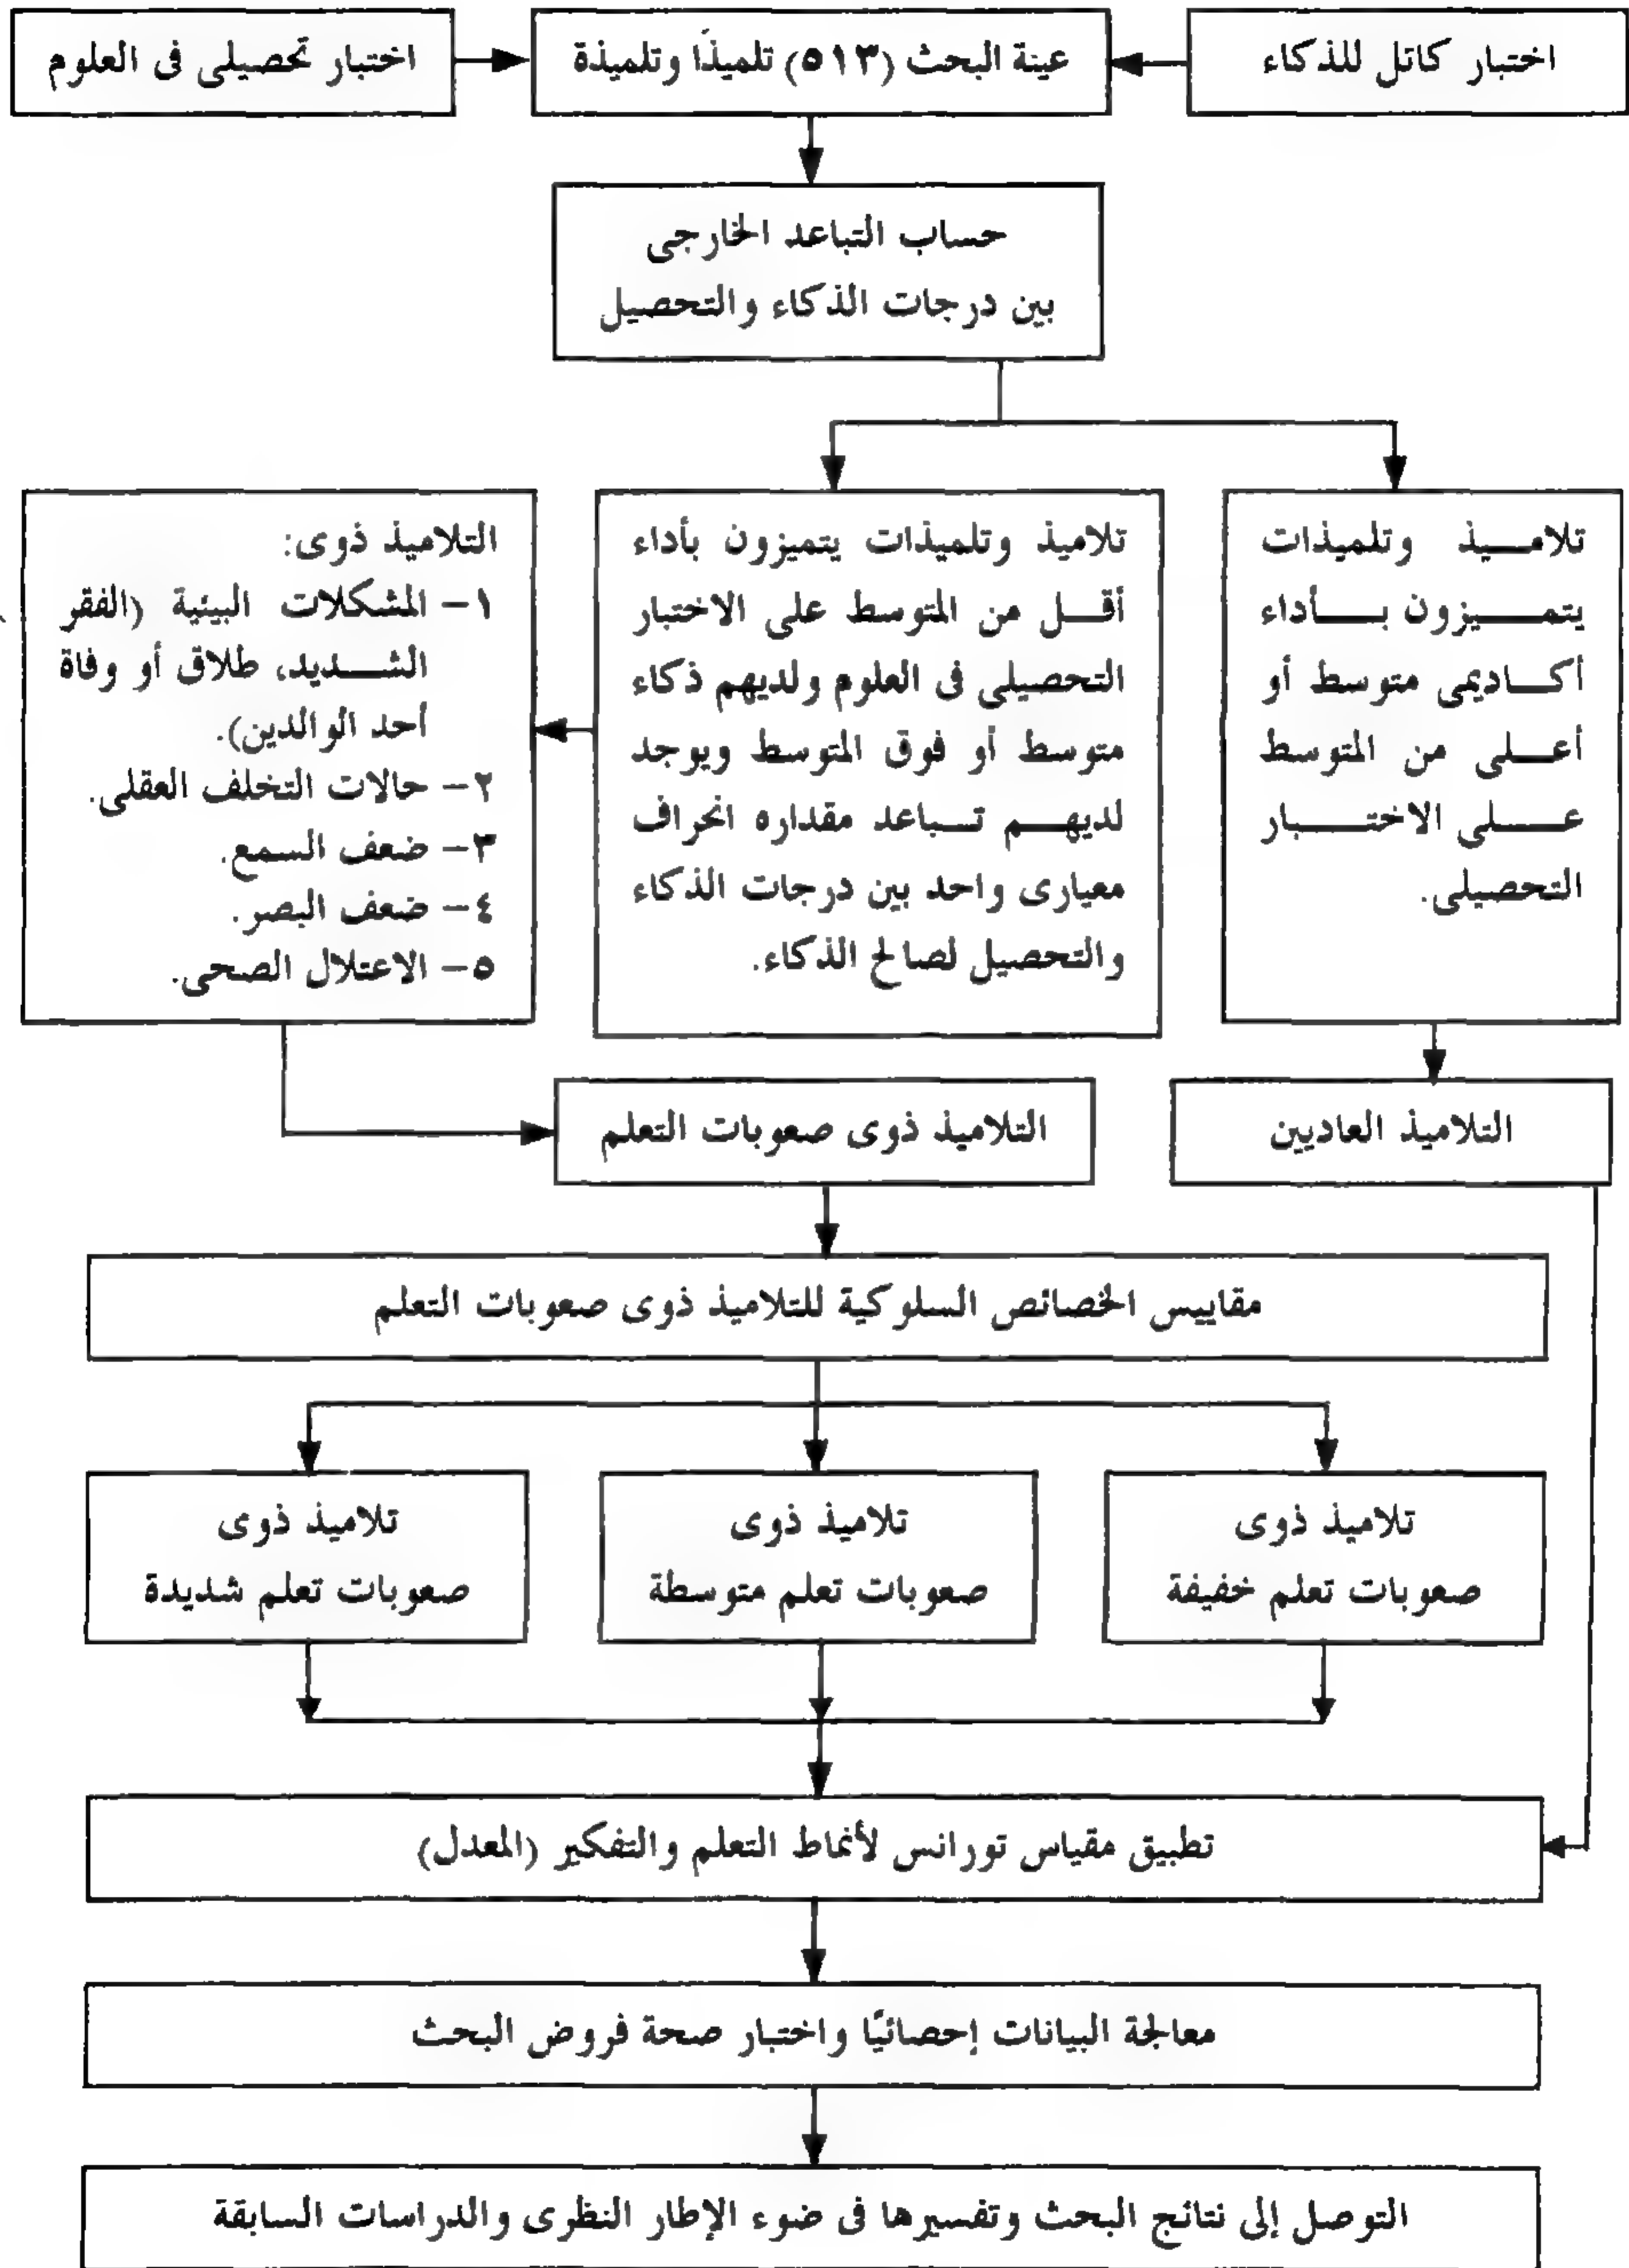 اختبار كاتل للذكاء
عينة البحث (٥١٣) تلميذًا وتلميذة
اختبار تحصيلى فى العلوم
حساب التباعد الخارجى
بين درجات الذكاء والتحصيل
تلاميذ وتلميذات
يتميزون بأداء
أكاديمى متوسط أو
أعلى من المتوسط
على الاختبار
التحصيلى.
تلاميذ وتلميذات يتميزون بأداء
أقل من المتوسط على الاختبار
التحصيلى فى العلوم ولديهم ذكاء
متوسط أو فوق المتوسط ويوجد
لديهم تباعد مقداره انحراف
معيارى واحد بين درجات الذكاء
والتحصيل لصالح الذكاء.
التلاميذ ذوى:
١– المشكلات البيئية (الفقر
الشديد، طلاق أو وفاة
أحد الوالدين).
٢– حالات التخلف العقلى.
٣– ضعف السمع.
٤– ضعف البصر.
٥– الاعتلال الصحى.
التلاميذ العاديين
التلاميذ ذوى صعوبات التعلم
مقاييس الخصائص السلوكية للتلاميذ ذوى صعوبات التعلم
تلاميذ ذوى
صعوبات تعلم خفيفة
تلاميذ ذوى
صعوبات تعلم متوسطة
تلاميذ ذوى
صعوبات تعلم شديدة
تطبيق مقياس تورانس لأنماط التعلم والتفكير (المعدل)
معالجة البيانات إحصائيًا واختبار صحة فروض البحث
التوصل إلى نتائج البحث وتفسيرها فى ضوء الإطار النظرى والدراسات السابقة